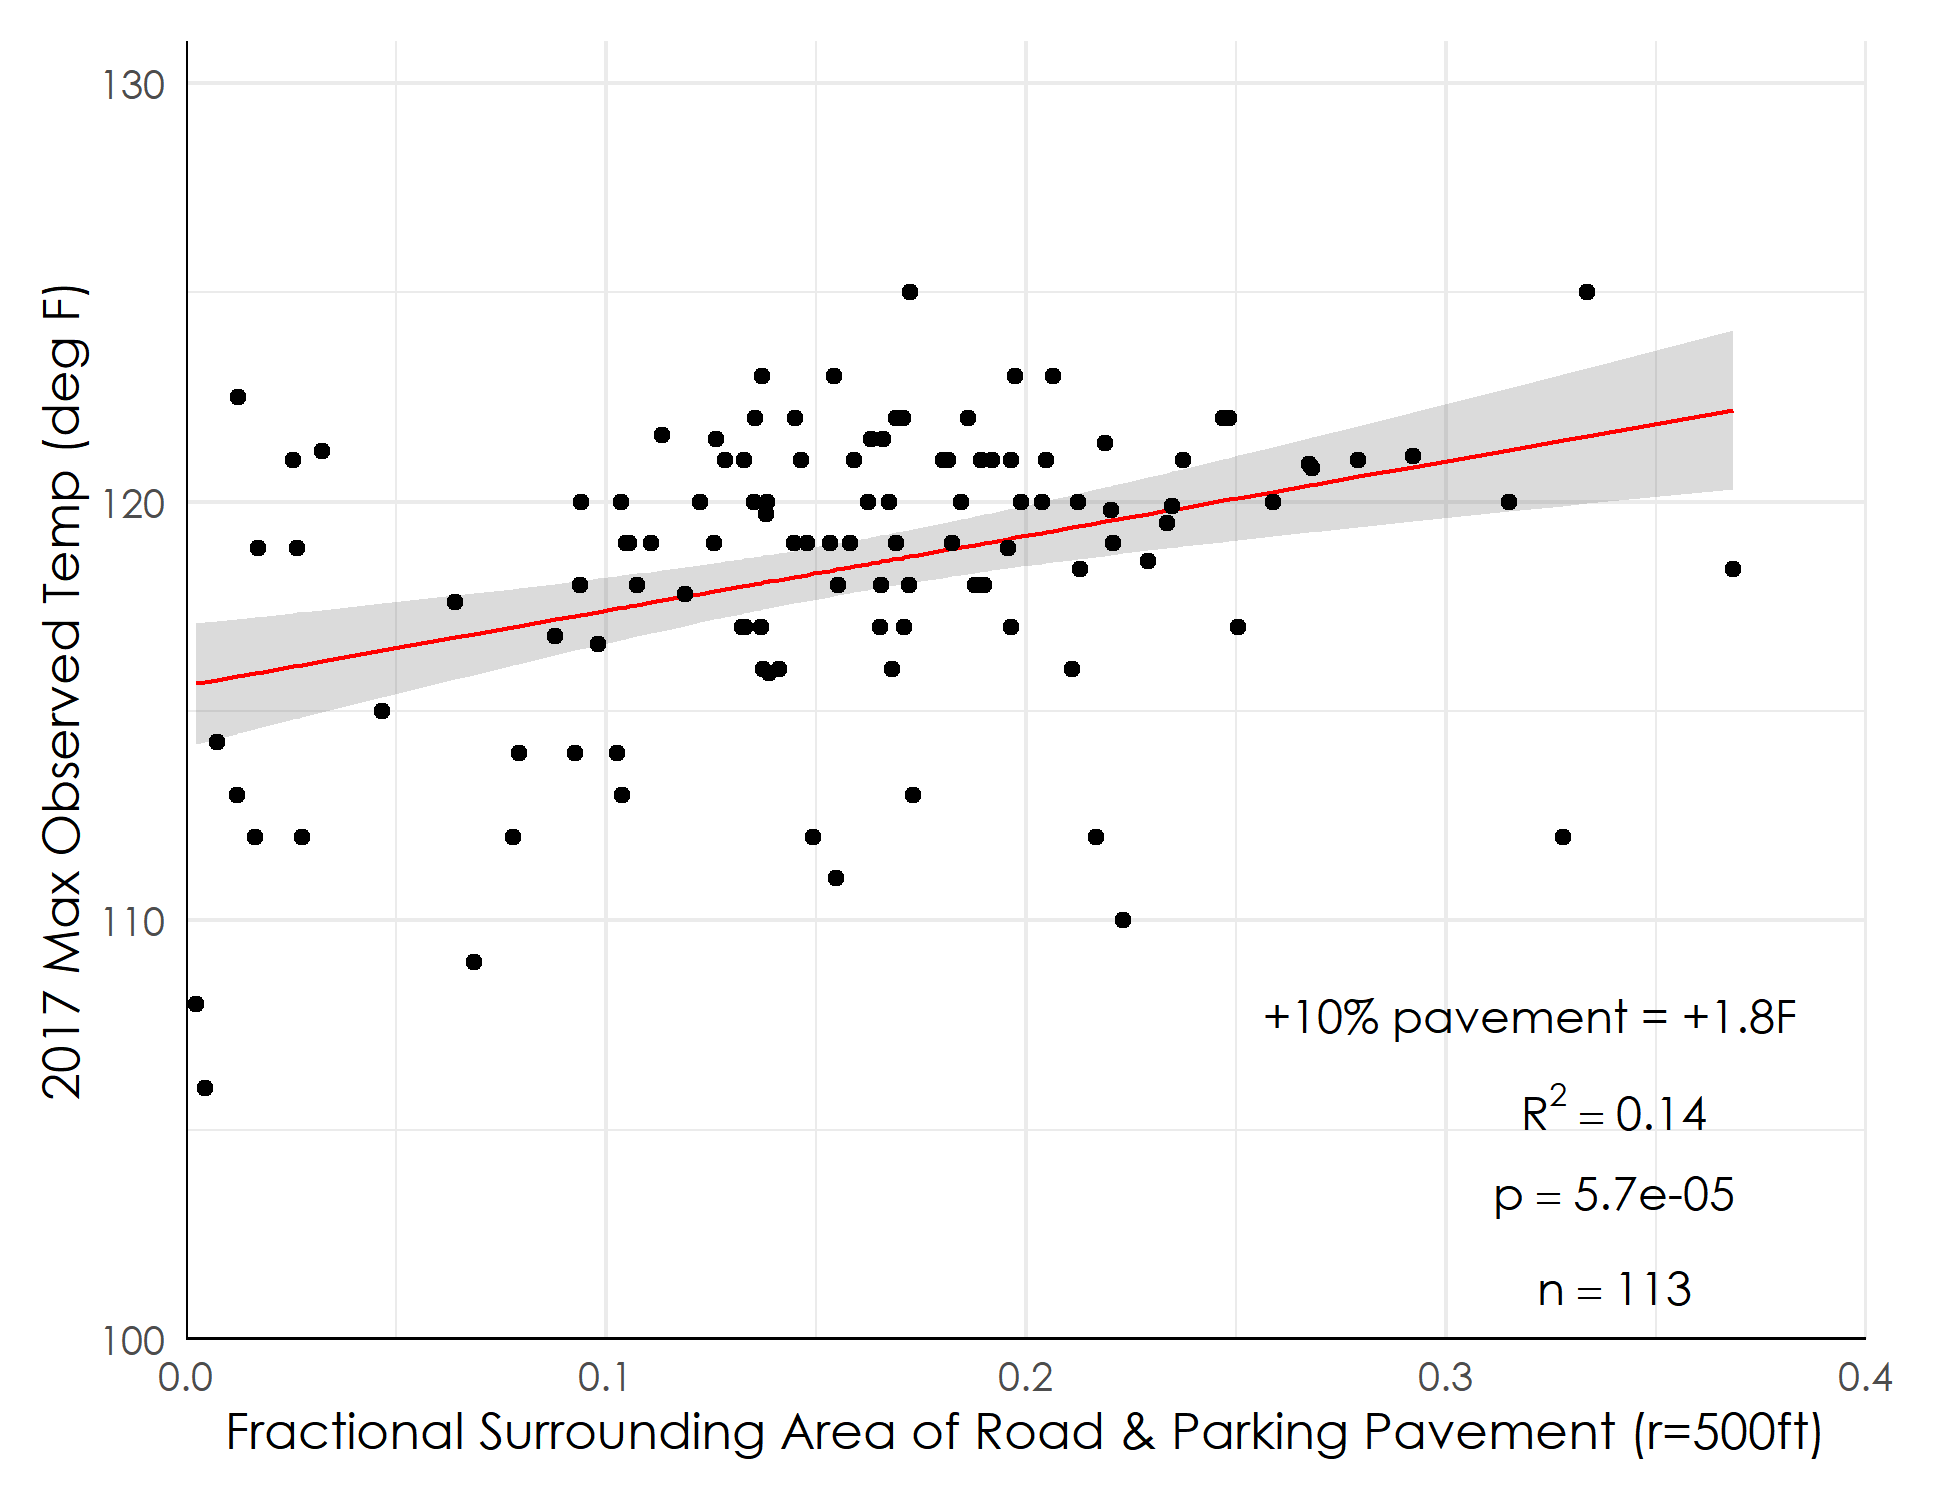 2017 Max Observed Temp (deg F)
130
120
110
100
+10% pavement = +1.8F
R² = 0.14
p = 5.7e-05
n = 113
0.0 0.1 0.2 0.3 0.4
Fractional Surrounding Area of Road & Parking Pavement (r=500ft)